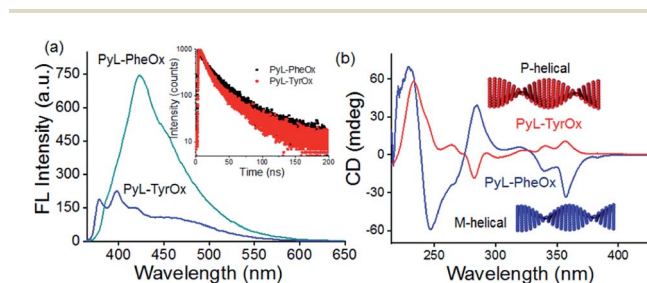 (a)
PyL-PheOx
PyL-TyrOx
FL Intensity (a.u.)
750
600
450
300
150
0
400 450 500 550 600 650
Wavelength (nm)
Intensity (counts)
1000
100
10
PyL-PheOx
PyL-TyrOx
0 50 100 150 200
Time (ns)
(b)
P-helical
PyL-TyrOx
PyL-PheOx
M-helical
CD (mdeg)
60
30
0
-30
-60
250 300 350 400
Wavelength (nm)